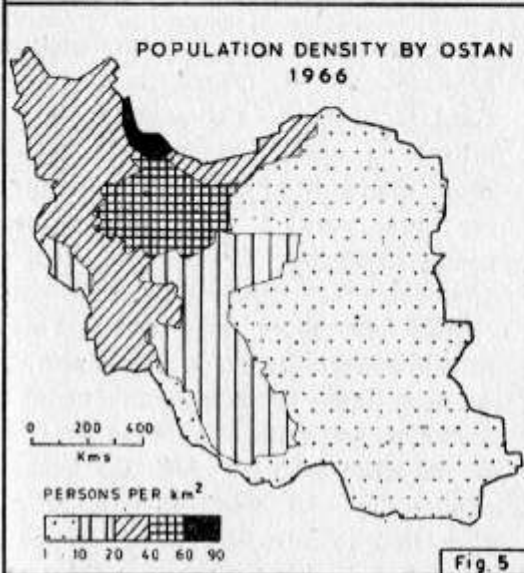 POPULATION DENSITY BY OSTAN
1966
0 200 400
Kms
PERSONS PER km²
1 10 20 40 60 90
Fig. 5